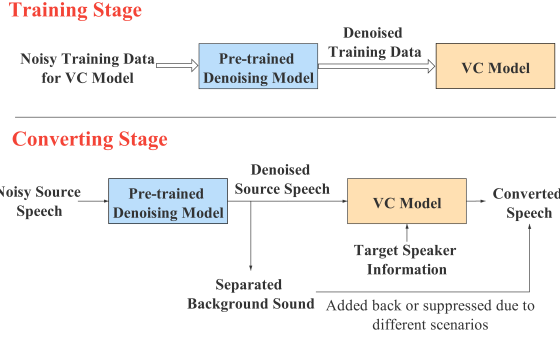 Training Stage
Noisy Training Data
for VC Model
Pre-trained
Denoising Model
Denoised
Training Data
VC Model
Converting Stage
Noisy Source
Speech
Pre-trained
Denoising Model
Denoised
Source Speech
VC Model
Converted
Speech
Target Speaker
Information
Separated
Background Sound
Added back or suppressed due to
different scenarios